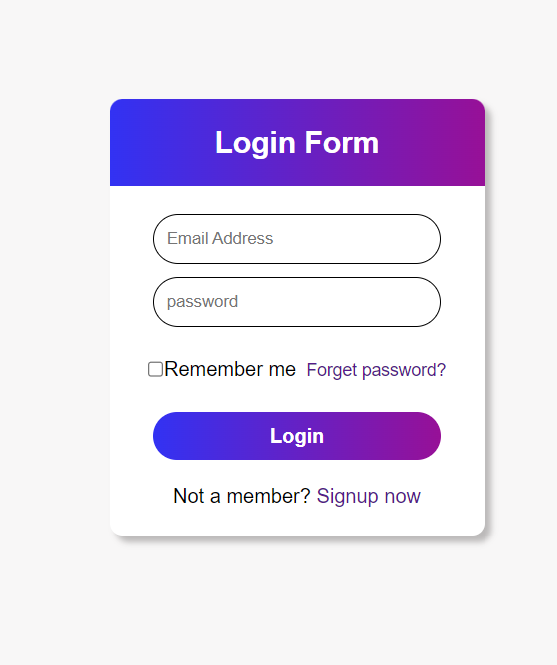 Login Form
Email Address
password
Remember me Forget password?
Login
Not a member? Signup now